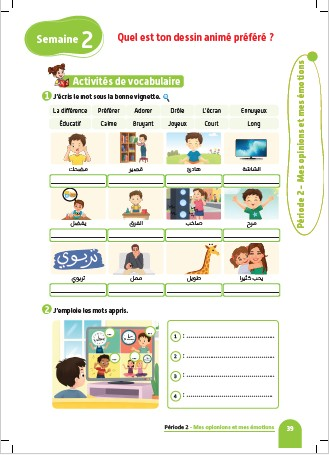 Semaine 2
Quel est ton dessin animé préféré ?
Activités de vocabulaire
1 J'écris le mot sous la bonne vignette.
La différence Préférer Adorer Drôle L'écran Ennuyeux
Éducatif Calme Bruyant Joyeux Court Long
مضحك قصير هادئ الشاشة
يفضل الفرق صاخب مرح
تربوي
تربوي ممل طويل يحب كثيرا
2 J'emploie les mots appris.
1 :
2 :
3 :
4 :
Période 2 - Mes opinions et mes émotions
Période 2 - Mes opionions et mes émotions
39